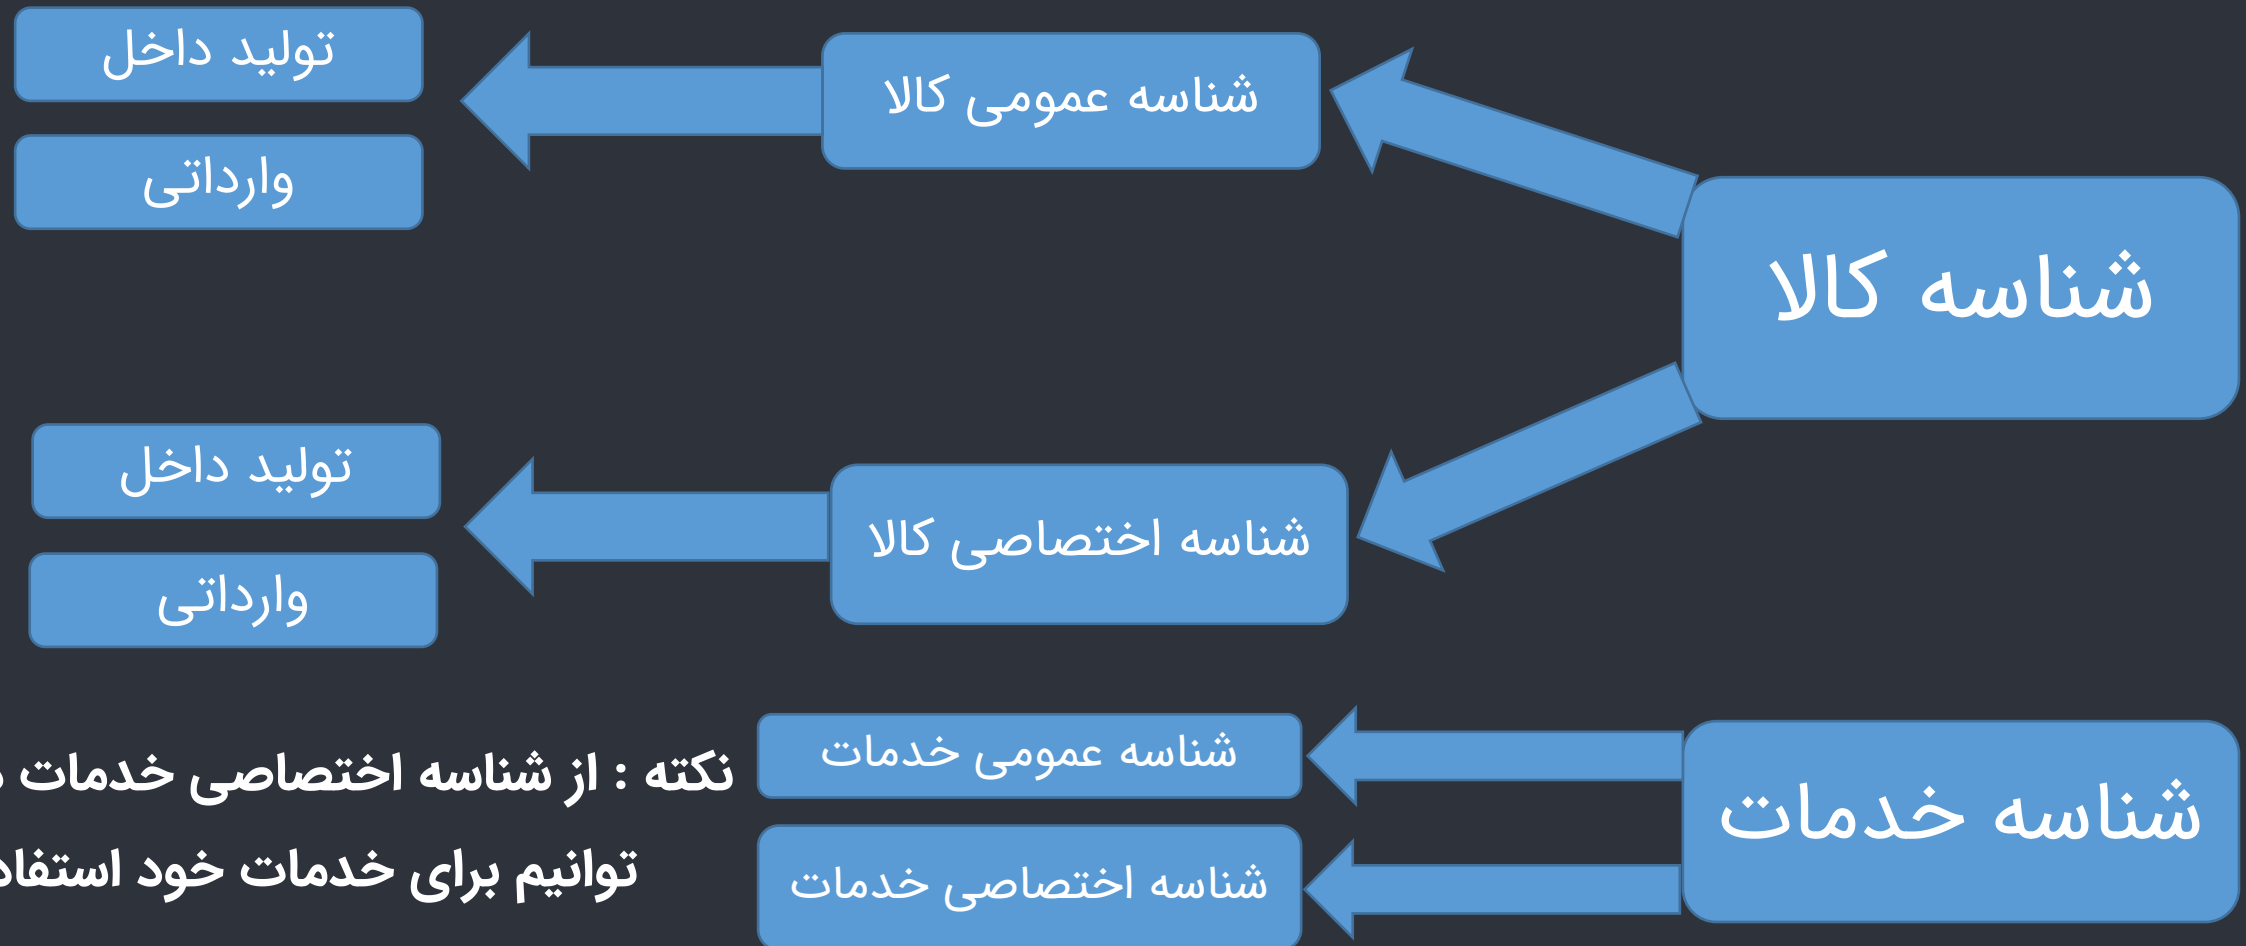 شناسه کالا
شناسه عمومی کالا
تولید داخل
وارداتی
شناسه اختصاصی کالا
تولید داخل
وارداتی
شناسه خدمات
شناسه عمومی خدمات
شناسه اختصاصی خدمات
نکته : از شناسه اختصاصی خدمات
توانیم برای خدمات خود